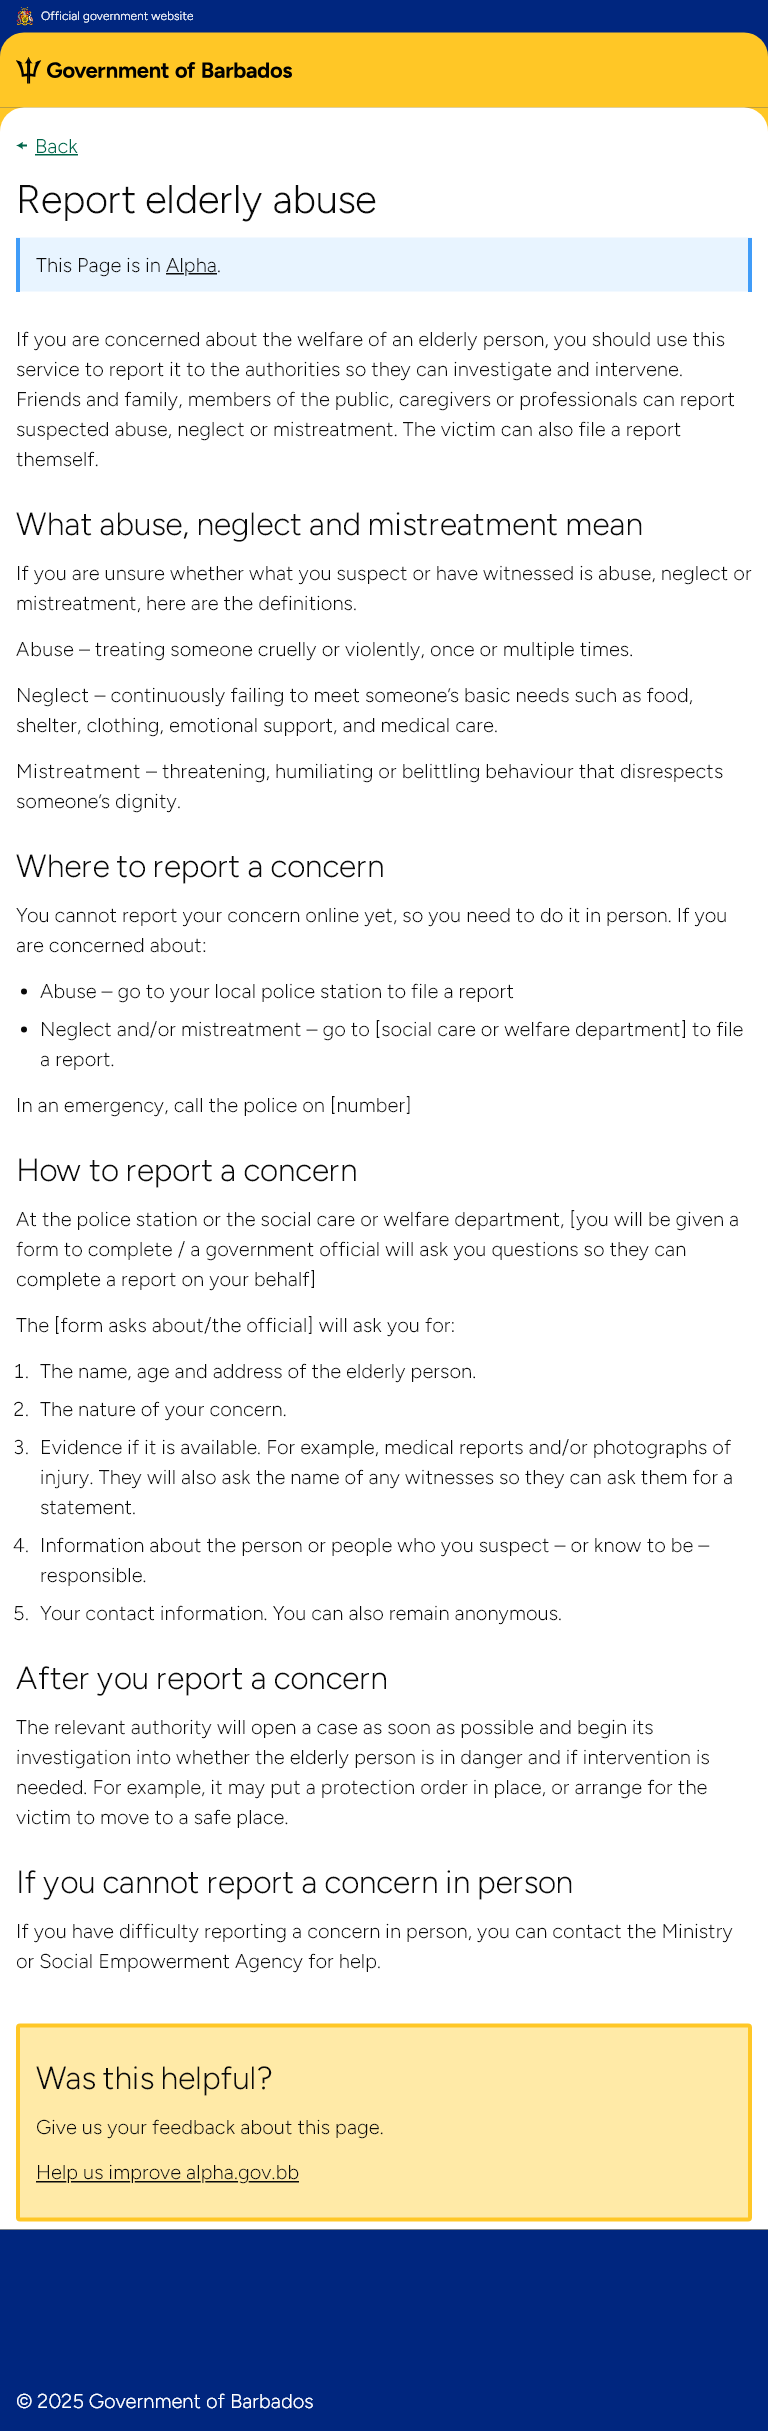 Official government website
Government of Barbados
Back
Report elderly abuse
This Page is in Alpha.
If you are concerned about the welfare of an elderly person, you should use this
service to report it to the authorities so they can investigate and intervene.
Friends and family, members of the public, caregivers or professionals can report
suspected abuse, neglect or mistreatment. The victim can also file a report
themself.
What abuse, neglect and mistreatment mean
If you are unsure whether what you suspect or have witnessed is abuse, neglect or
mistreatment, here are the definitions.
Abuse – treating someone cruelly or violently, once or multiple times.
Neglect – continuously failing to meet someone’s basic needs such as food,
shelter, clothing, emotional support, and medical care.
Mistreatment – threatening, humiliating or belittling behaviour that disrespects
someone’s dignity.
Where to report a concern
You cannot report your concern online yet, so you need to do it in person. If you
are concerned about:
• Abuse – go to your local police station to file a report
• Neglect and/or mistreatment – go to [social care or welfare department] to file
a report.
In an emergency, call the police on [number]
How to report a concern
At the police station or the social care or welfare department, [you will be given a
form to complete / a government official will ask you questions so they can
complete a report on your behalf]
The [form asks about/the official] will ask you for:
1. The name, age and address of the elderly person.
2. The nature of your concern.
3. Evidence if it is available. For example, medical reports and/or photographs of
injury. They will also ask the name of any witnesses so they can ask them for a
statement.
4. Information about the person or people who you suspect – or know to be –
responsible.
5. Your contact information. You can also remain anonymous.
After you report a concern
The relevant authority will open a case as soon as possible and begin its
investigation into whether the elderly person is in danger and if intervention is
needed. For example, it may put a protection order in place, or arrange for the
victim to move to a safe place.
If you cannot report a concern in person
If you have difficulty reporting a concern in person, you can contact the Ministry
or Social Empowerment Agency for help.
Was this helpful?
Give us your feedback about this page.
Help us improve alpha.gov.bb
© 2025 Government of Barbados